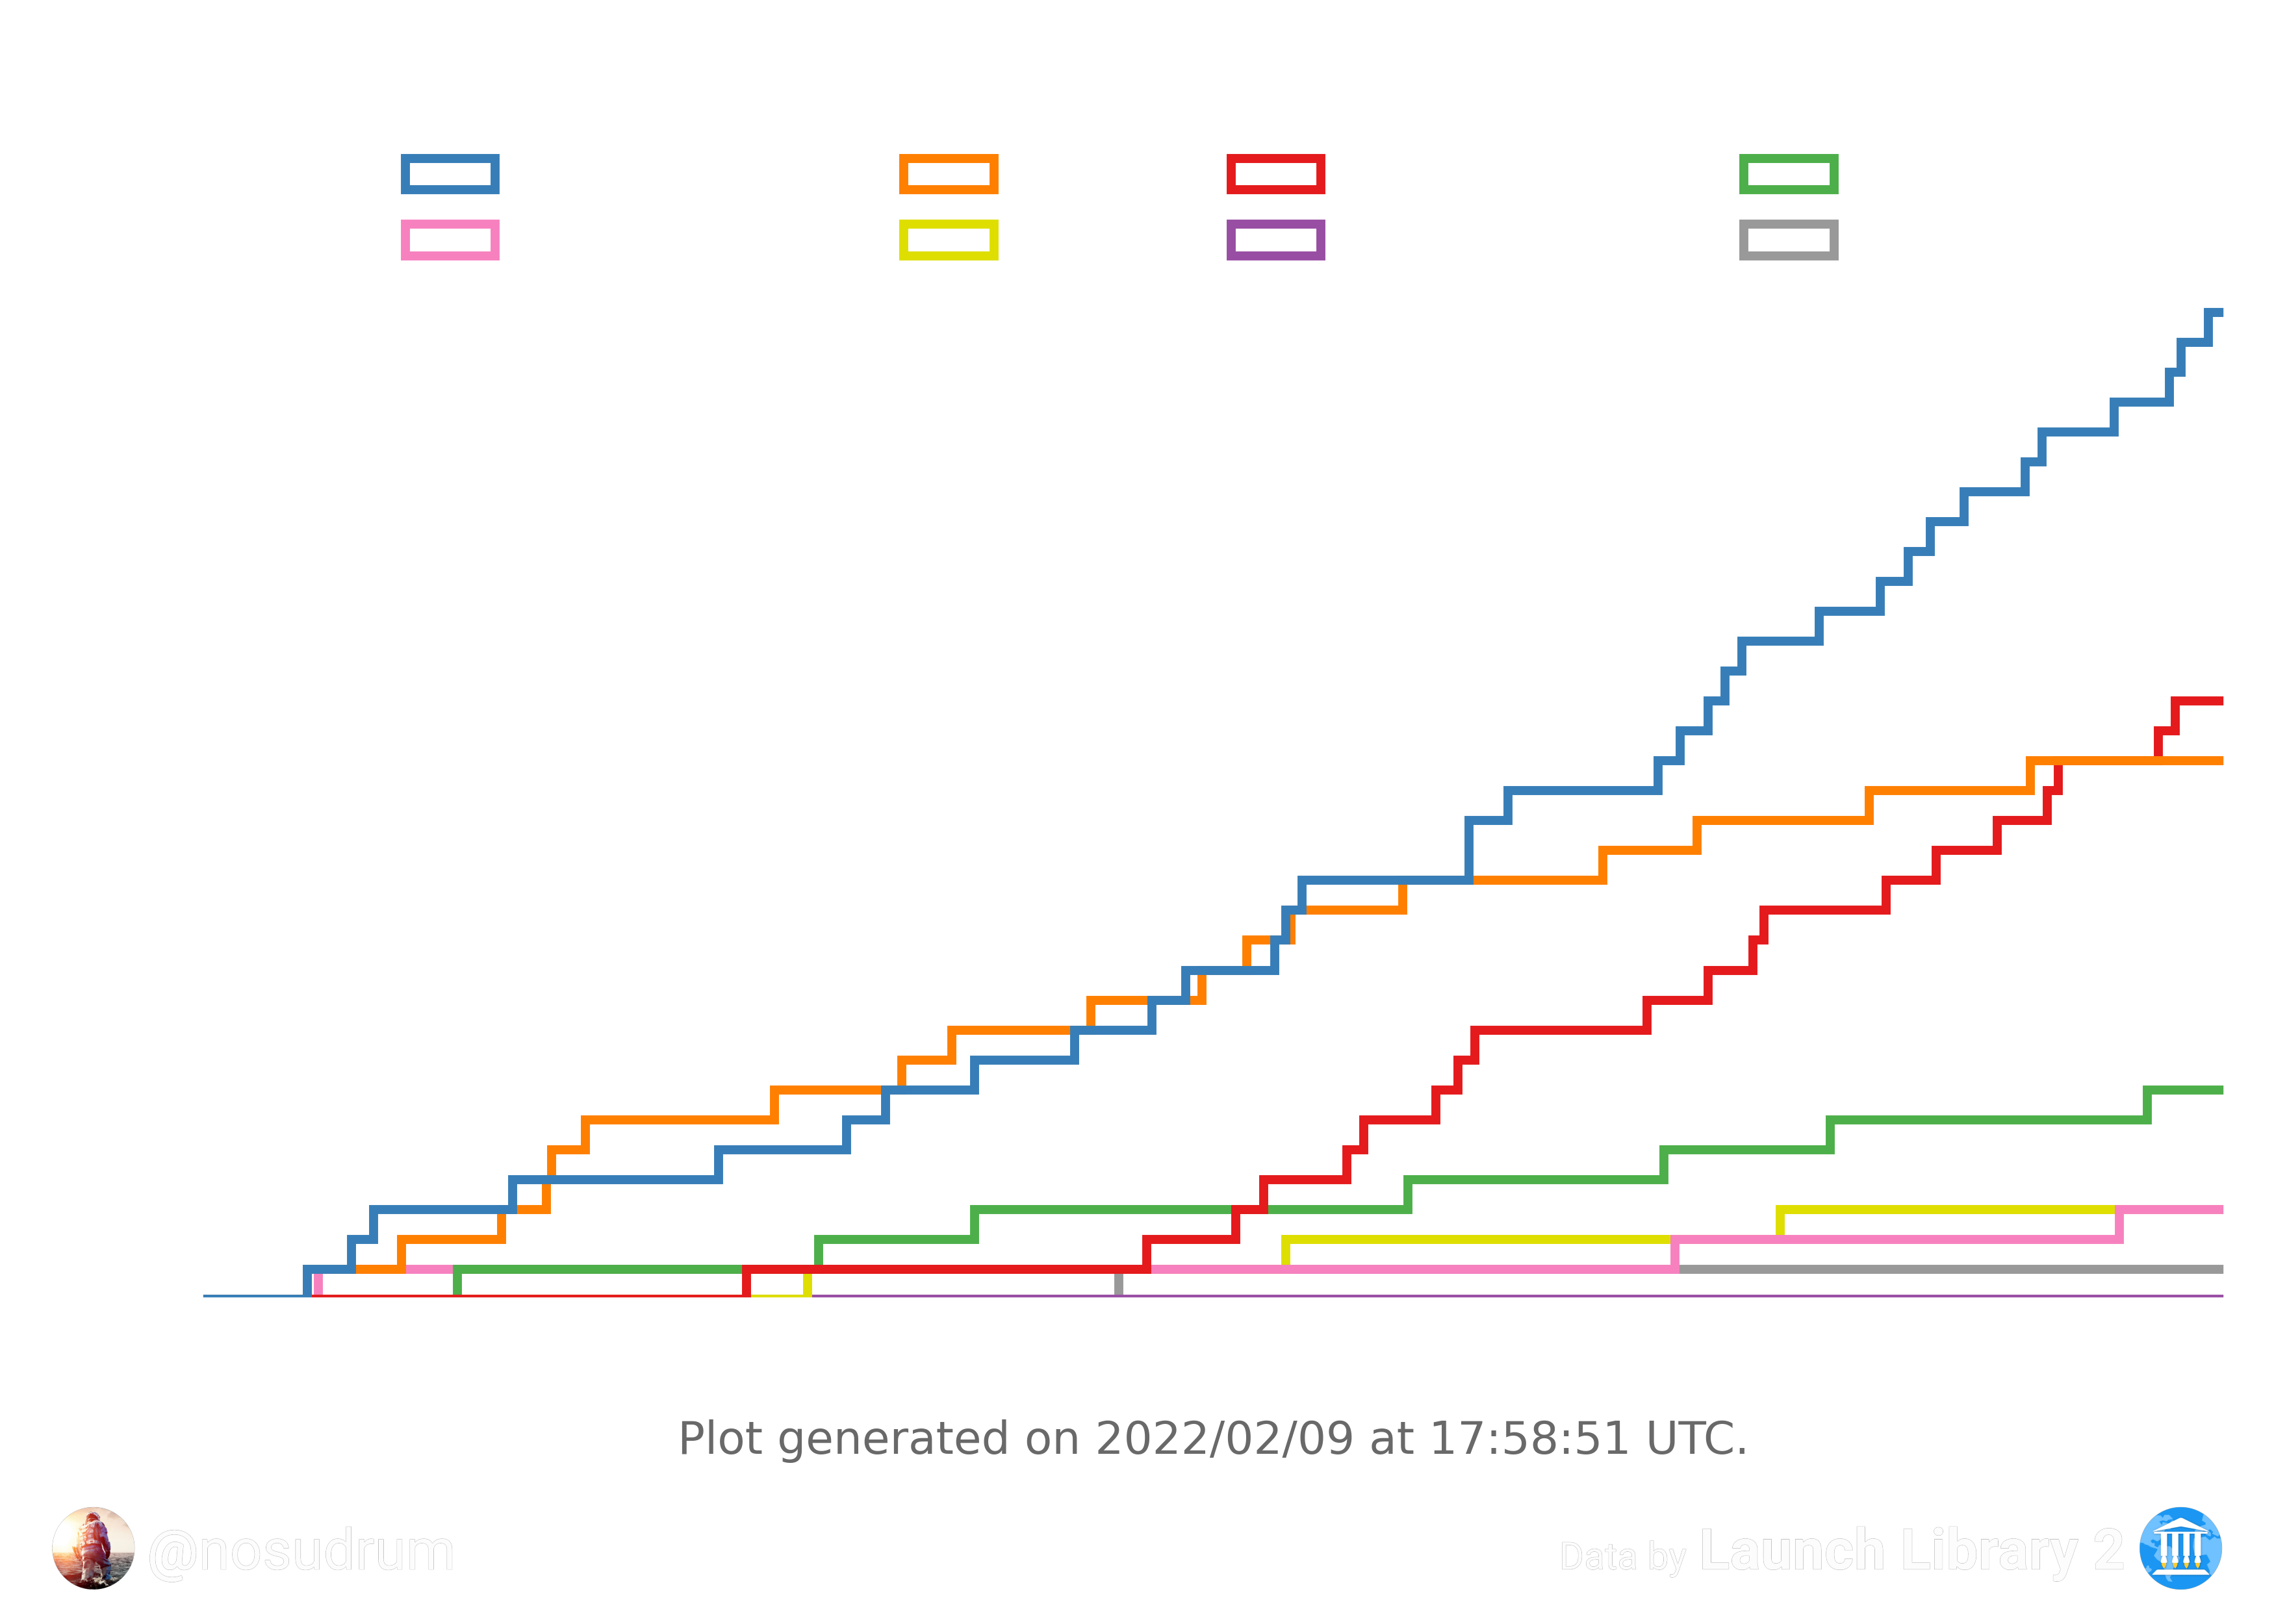 Plot generated on 2022/02/09 at 17:58:51 UTC.
@nosudrum
Data by Launch Library 2